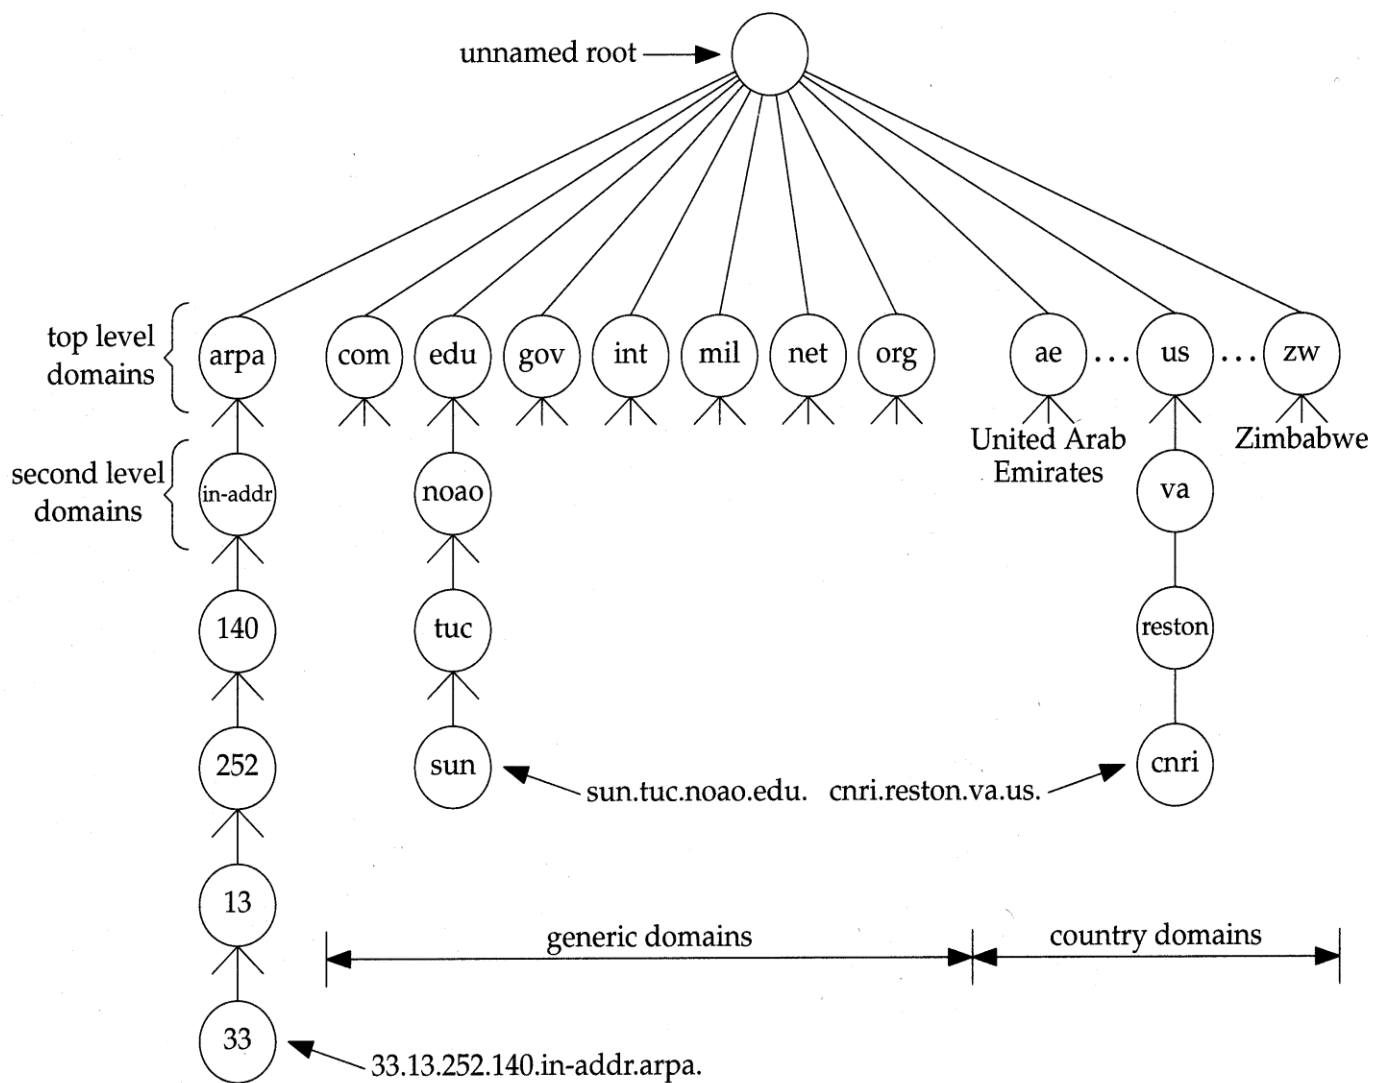 unnamed root
top level
domains
arpa
com
edu
gov
int
mil
net
org
ae
...
us
...
zw
United Arab
Emirates
Zimbabwe
second level
domains
in-addr
noao
va
140
tuc
reston
252
sun
cnri
sun.tuc.noao.edu.
cnri.reston.va.us.
13
generic domains
country domains
33
33.13.252.140.in-addr.arpa.